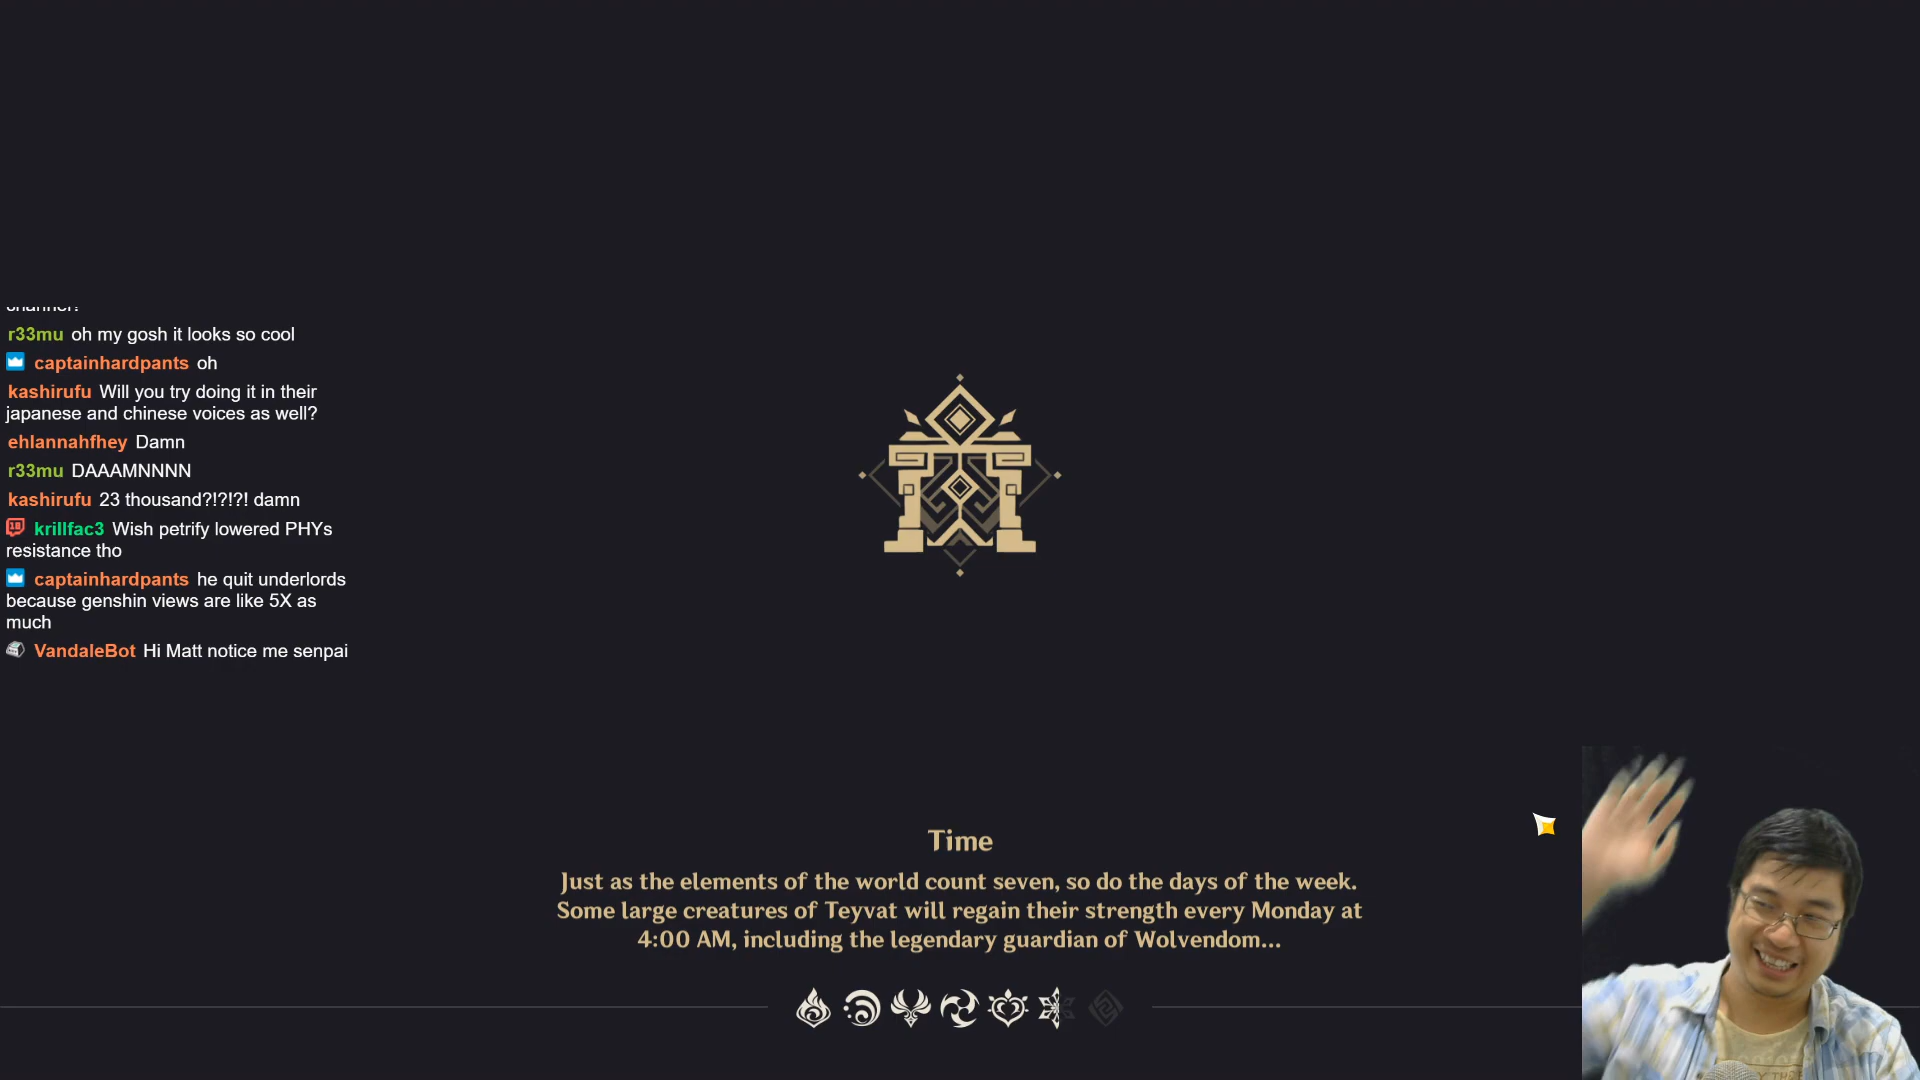 r33mu oh my gosh it looks so cool
captainhardpants oh
kashirufu Will you try doing it in their
japanese and chinese voices as well?
ehlannahfhey Damn
r33mu DAAAMNNNN
kashirufu 23 thousand?!?!?! damn
krillfac3 Wish petrify lowered PHYs
resistance tho
captainhardpants he quit underlords
because genshin views are like 5X as
much
VandaleBot Hi Matt notice me senpai
Time
Just as the elements of the world count seven, so do the days of the week.
Some large creatures of Teyvat will regain their strength every Monday at
4:00 AM, including the legendary guardian of Wolvendom...